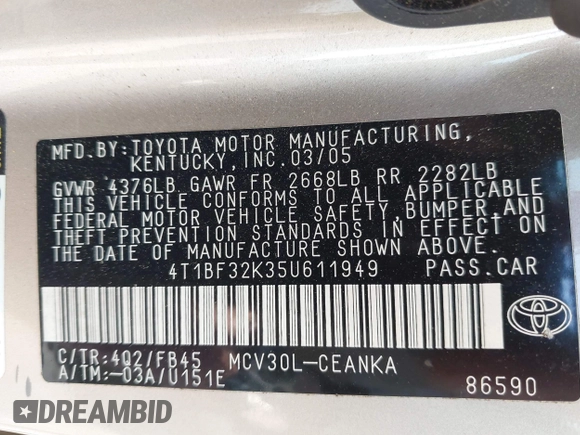 MFD.BY:TOYOTA MOTOR MANUFACTURING,
KENTUCKY,INC.03/05
GVWR 4376LB GAWR FR 2668LB RR 2282LB
THIS VEHICLE CONFORMS TO ALL APPLICABLE
FEDERAL MOTOR VEHICLE SAFETY,BUMPER,AND
THEFT PREVENTION STANDARDS IN EFFECT ON
THE DATE OF MANUFACTURE SHOWN ABOVE.
4T1BF32K35U611949 PASS.CAR
C/TR:4Q2/FB45 MCV30L-CEANKA
A/TM:-03A/U151E 86590
DREAMBID